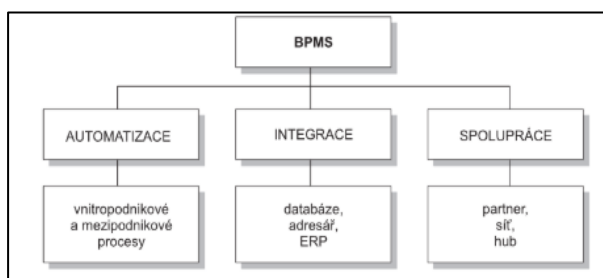 BPMS
AUTOMATIZACE
INTEGRACE
SPOLUPRÁCE
vnitropodnikové
a mezipodnikové
procesy
databáze,
adresář,
ERP
partner,
síť,
hub